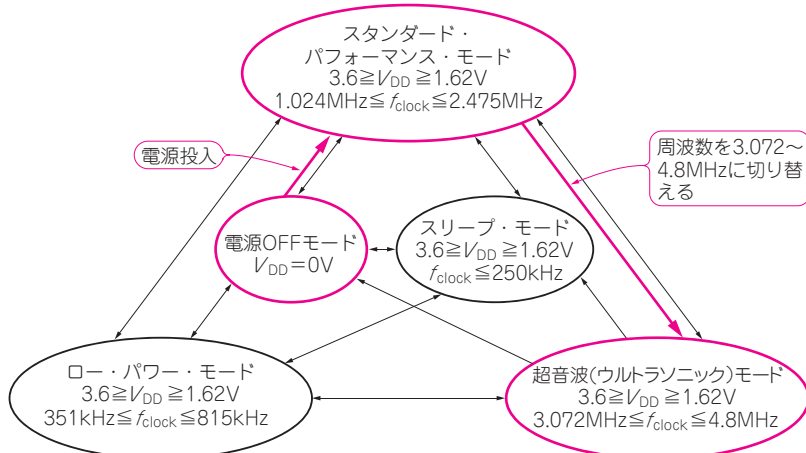 スタンダード・
パフォーマンス・モード
3.6≧VDD≧1.62V
1.024MHz≦fclock≦2.475MHz
電源投入
周波数を3.072〜
4.8MHzに切り替
える
電源OFFモード
VDD＝0V
スリープ・モード
3.6≧VDD≧1.62V
fclock≦250kHz
ロー・パワー・モード
3.6≧VDD≧1.62V
351kHz≦fclock≦815kHz
超音波(ウルトラソニック)モード
3.6≧VDD≧1.62V
3.072MHz≦fclock≦4.8MHz